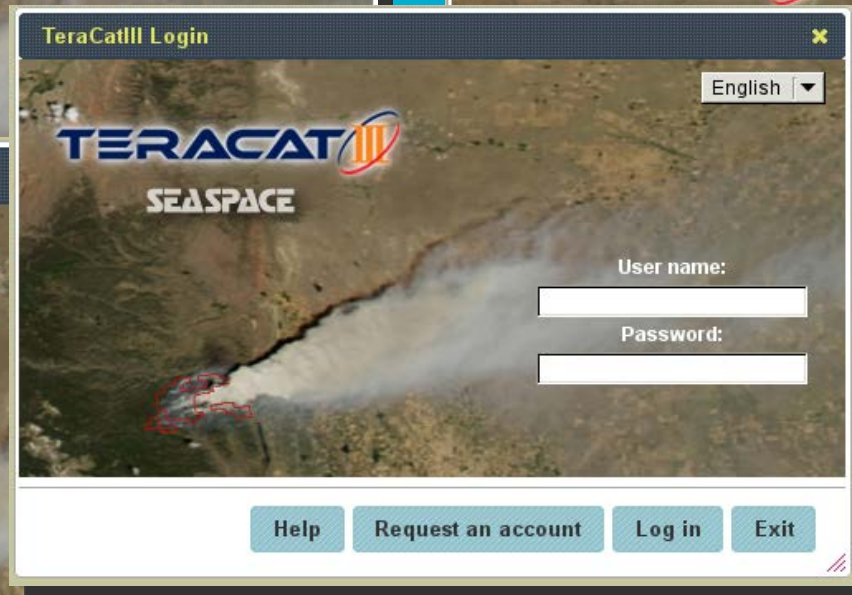 TeraCatIII Login
English
TERACAT III
SEASPACE
User name:
Password:
Help Request an account Log in Exit